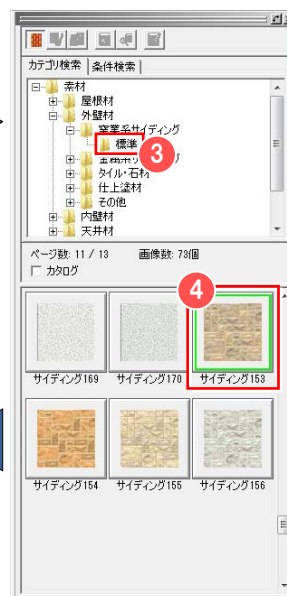 カテゴリ検索 条件検索
素材
屋根材
外壁材
窯業系サイディング
標準
3
タイル・石材
仕上塗材
その他
内壁材
天井材
ページ数: 11 / 13 画像数: 73個
カタログ
4
サイディング169 サイディング170 サイディング153
サイディング154 サイディング155 サイディング156